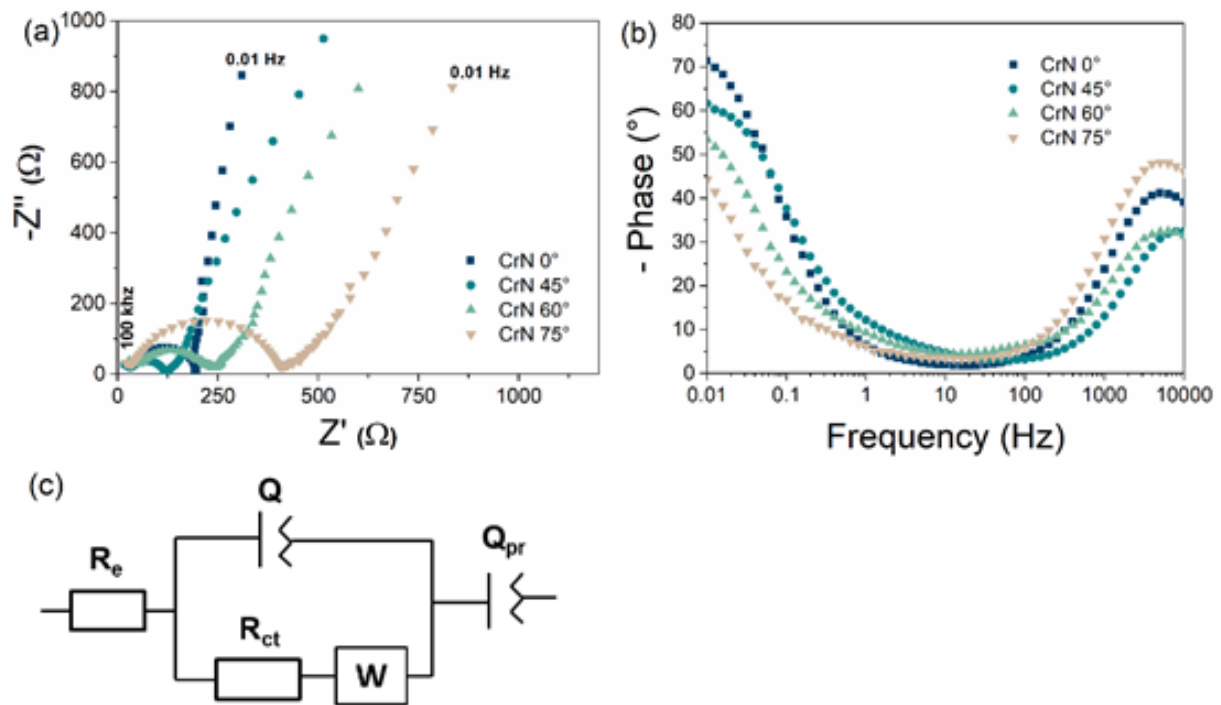 (a)
1000
800
600
400
200
0
-Z'' (Ω)
0.01 Hz
0.01 Hz
100 khz
CrN 0°
CrN 45°
CrN 60°
CrN 75°
0 250 500 750 1000
Z' (Ω)
(b)
80
70
60
50
40
30
20
10
0
- Phase (°)
CrN 0°
CrN 45°
CrN 60°
CrN 75°
0.01 0.1 1 10 100 1000 10000
Frequency (Hz)
(c)
Q
Qpr
Re
Rct
W